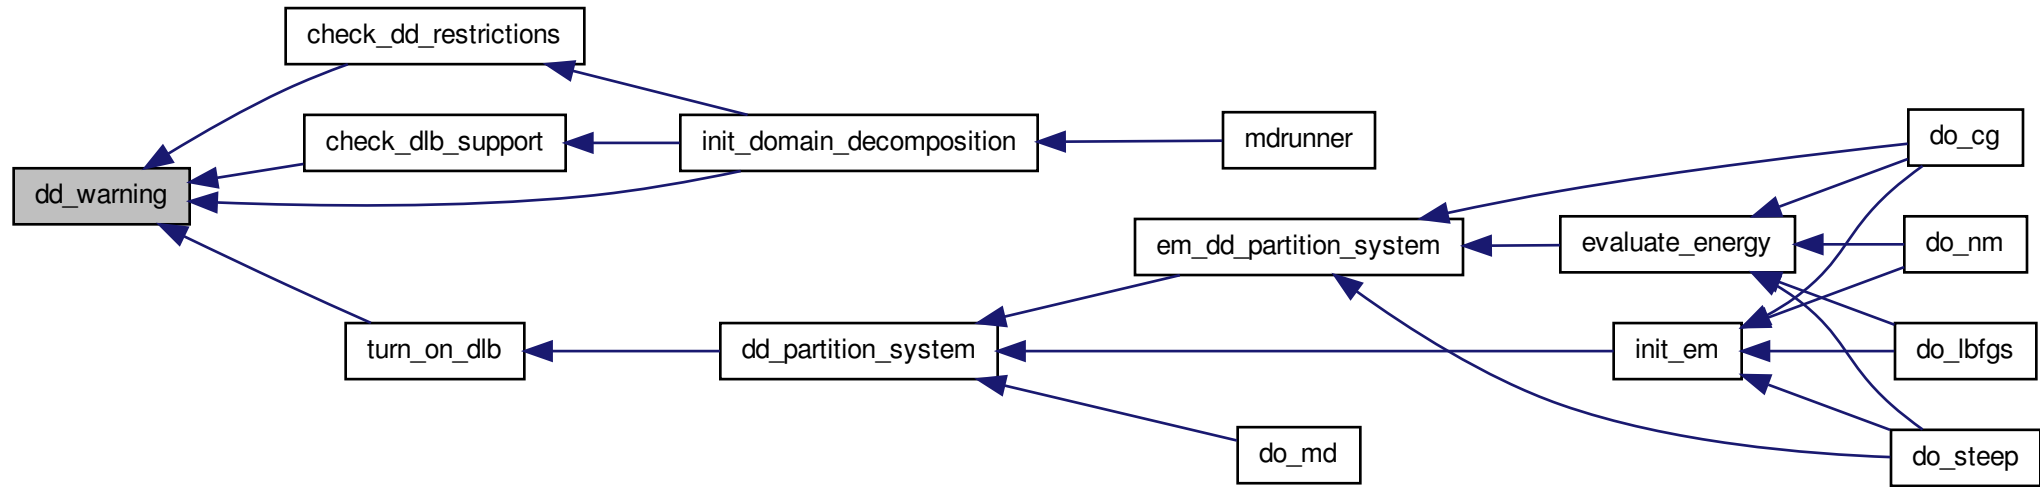 check_dd_restrictions
check_dlb_support
init_domain_decomposition
mdrunner
do_cg
dd_warning
em_dd_partition_system
evaluate_energy
do_nm
turn_on_dlb
dd_partition_system
init_em
do_lbfgs
do_md
do_steep